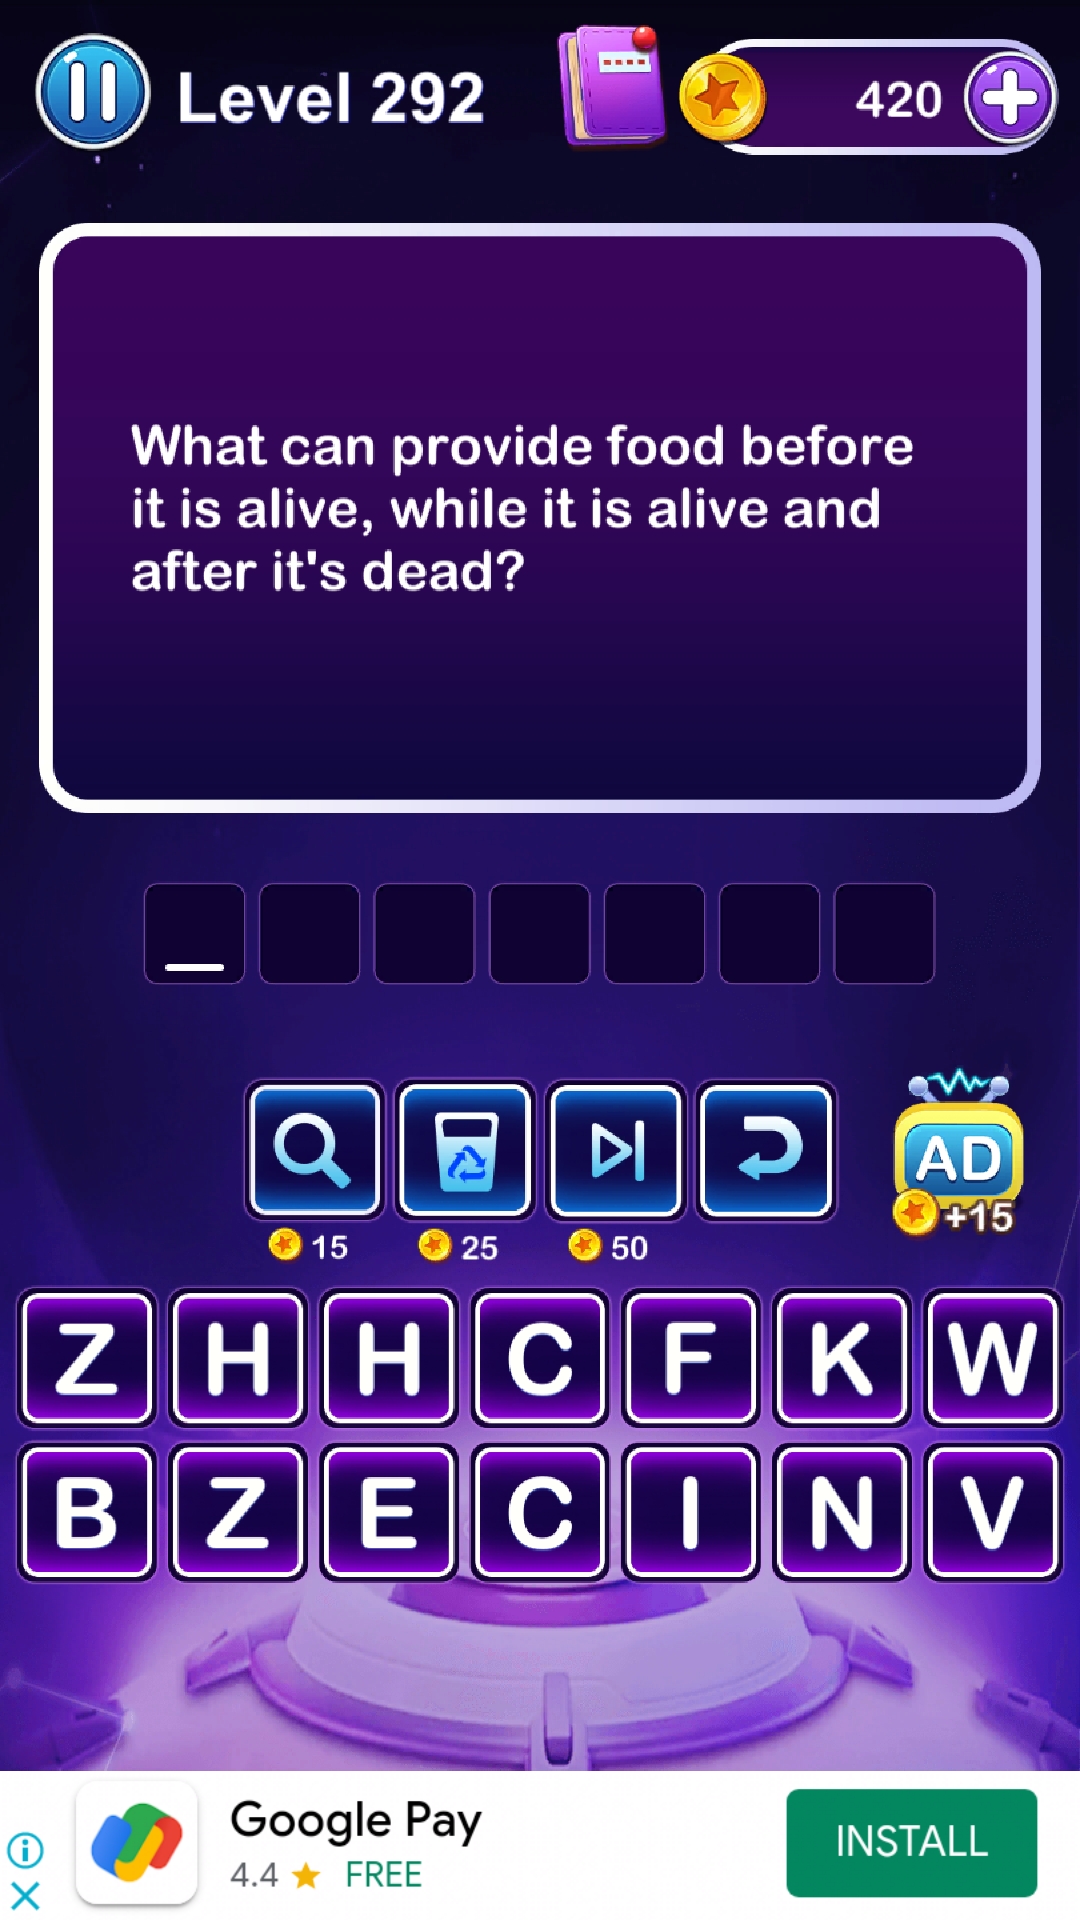 Level 292
420
What can provide food before
it is alive, while it is alive and
after it's dead?
AD
+15
15 25 50
Z H H C F K W
B Z E C I N V
Google Pay
4.4 FREE
INSTALL